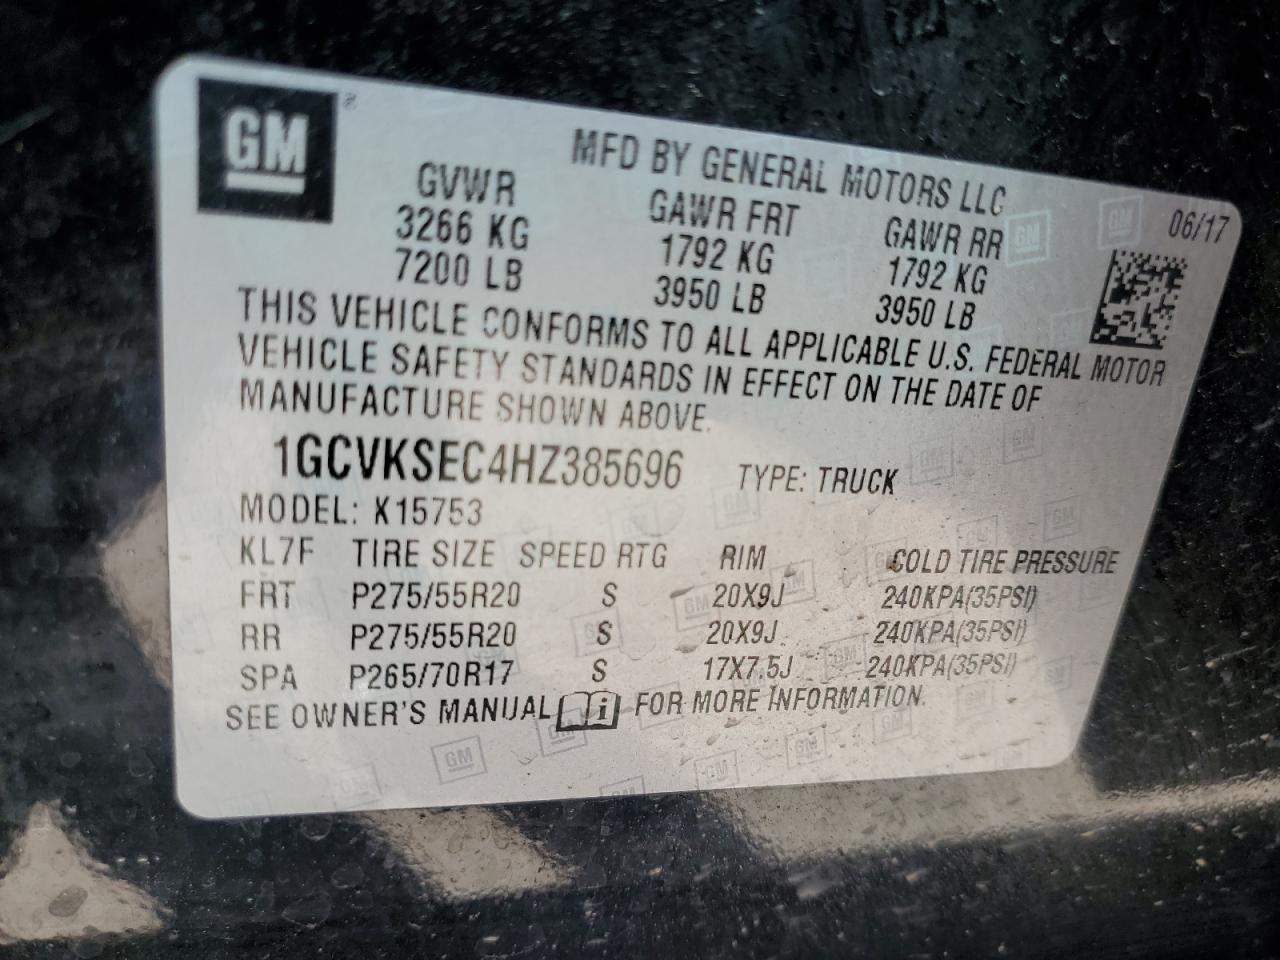 GM
MFD BY GENERAL MOTORS LLC
06/17
GVWR GAWR FRT GAWR RR
3266 KG 1792 KG 1792 KG
7200 LB 3950 LB 3950 LB
THIS VEHICLE CONFORMS TO ALL APPLICABLE U.S. FEDERAL MOTOR
VEHICLE SAFETY STANDARDS IN EFFECT ON THE DATE OF
MANUFACTURE SHOWN ABOVE.
1GCVKSEC4HZ385696 TYPE: TRUCK
MODEL: K15753
KL7F TIRE SIZE SPEED RTG RIM COLD TIRE PRESSURE
FRT P275/55R20 S 20X9J 240KPA(35PSI)
RR P275/55R20 S 20X9J 240KPA(35PSI)
SPA P265/70R17 S 17X7.5J 240KPA(35PSI)
SEE OWNER'S MANUAL i FOR MORE INFORMATION.